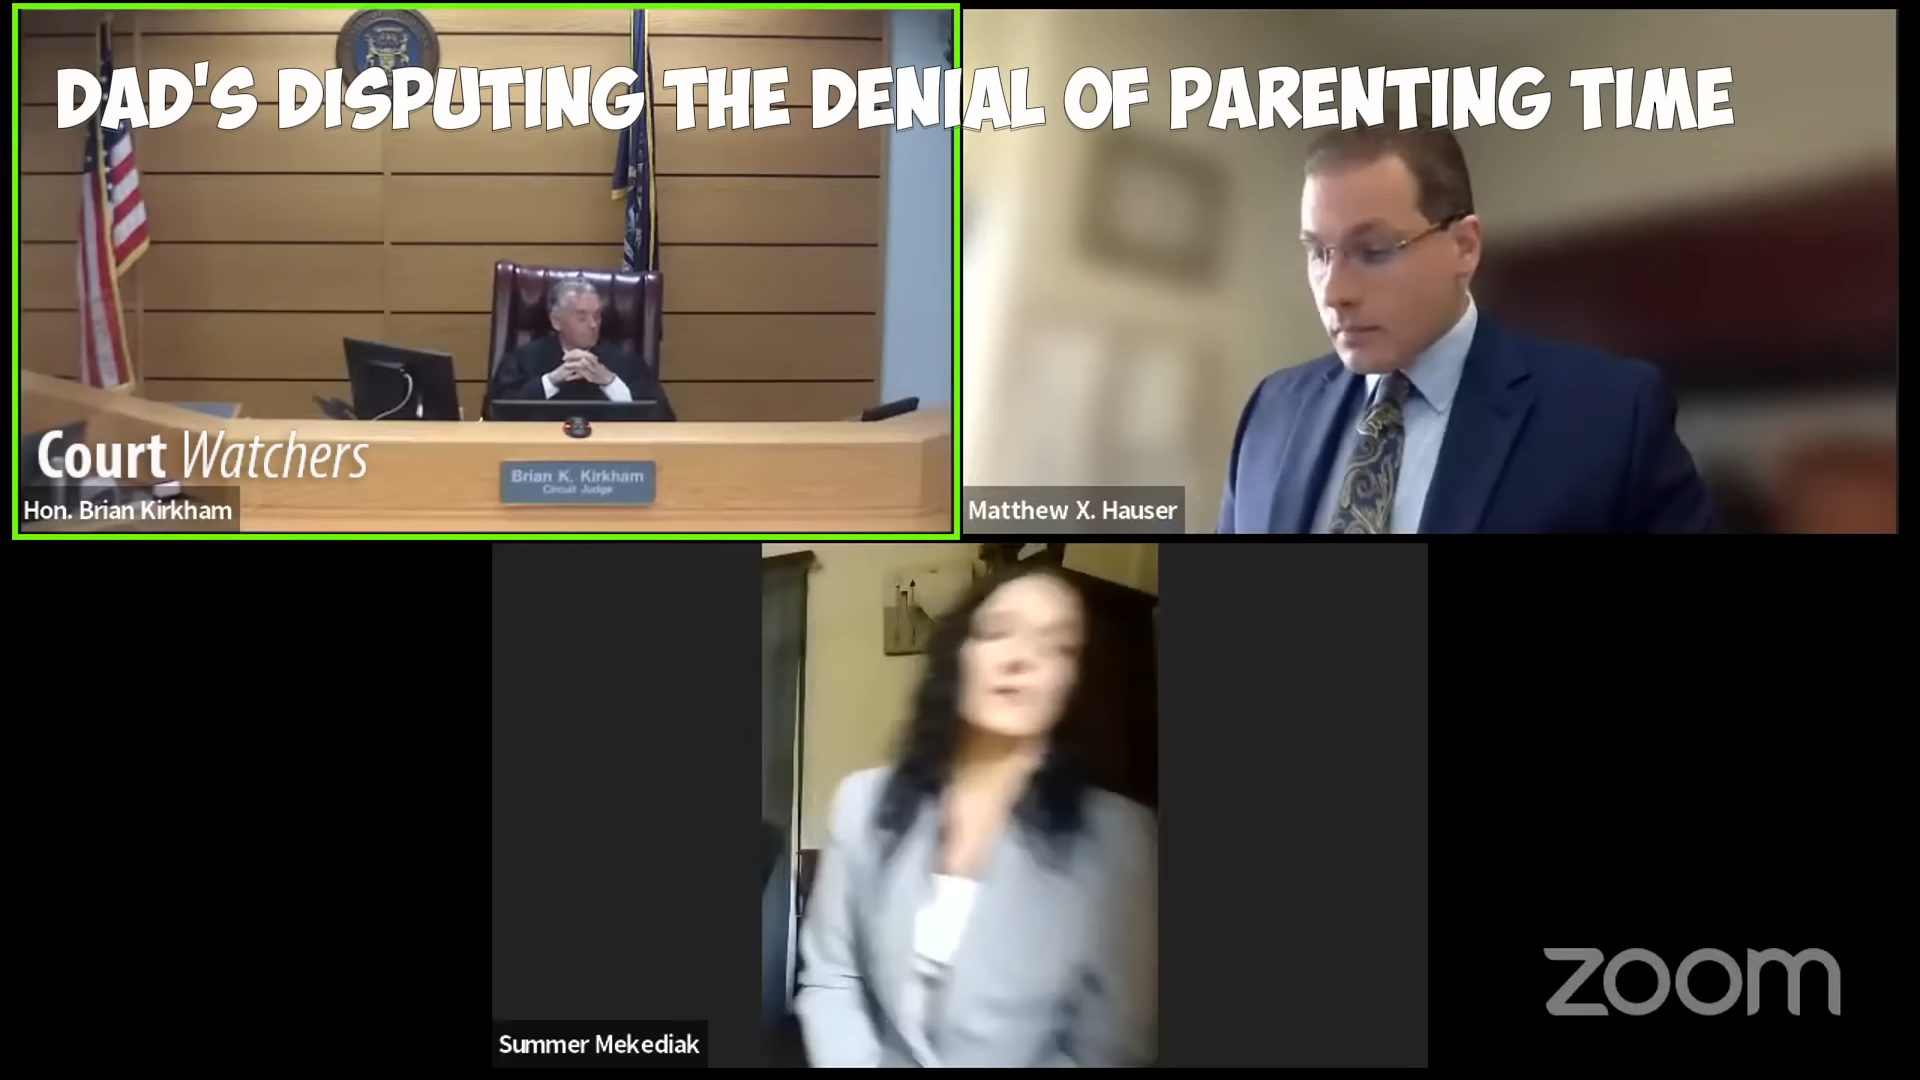 DAD'S DISPUTING THE DENIAL OF PARENTING TIME
Court Watchers
Brian K. Kirkham
Circuit Judge
Hon. Brian Kirkham
Matthew X. Hauser
Summer Mekediak
zoom